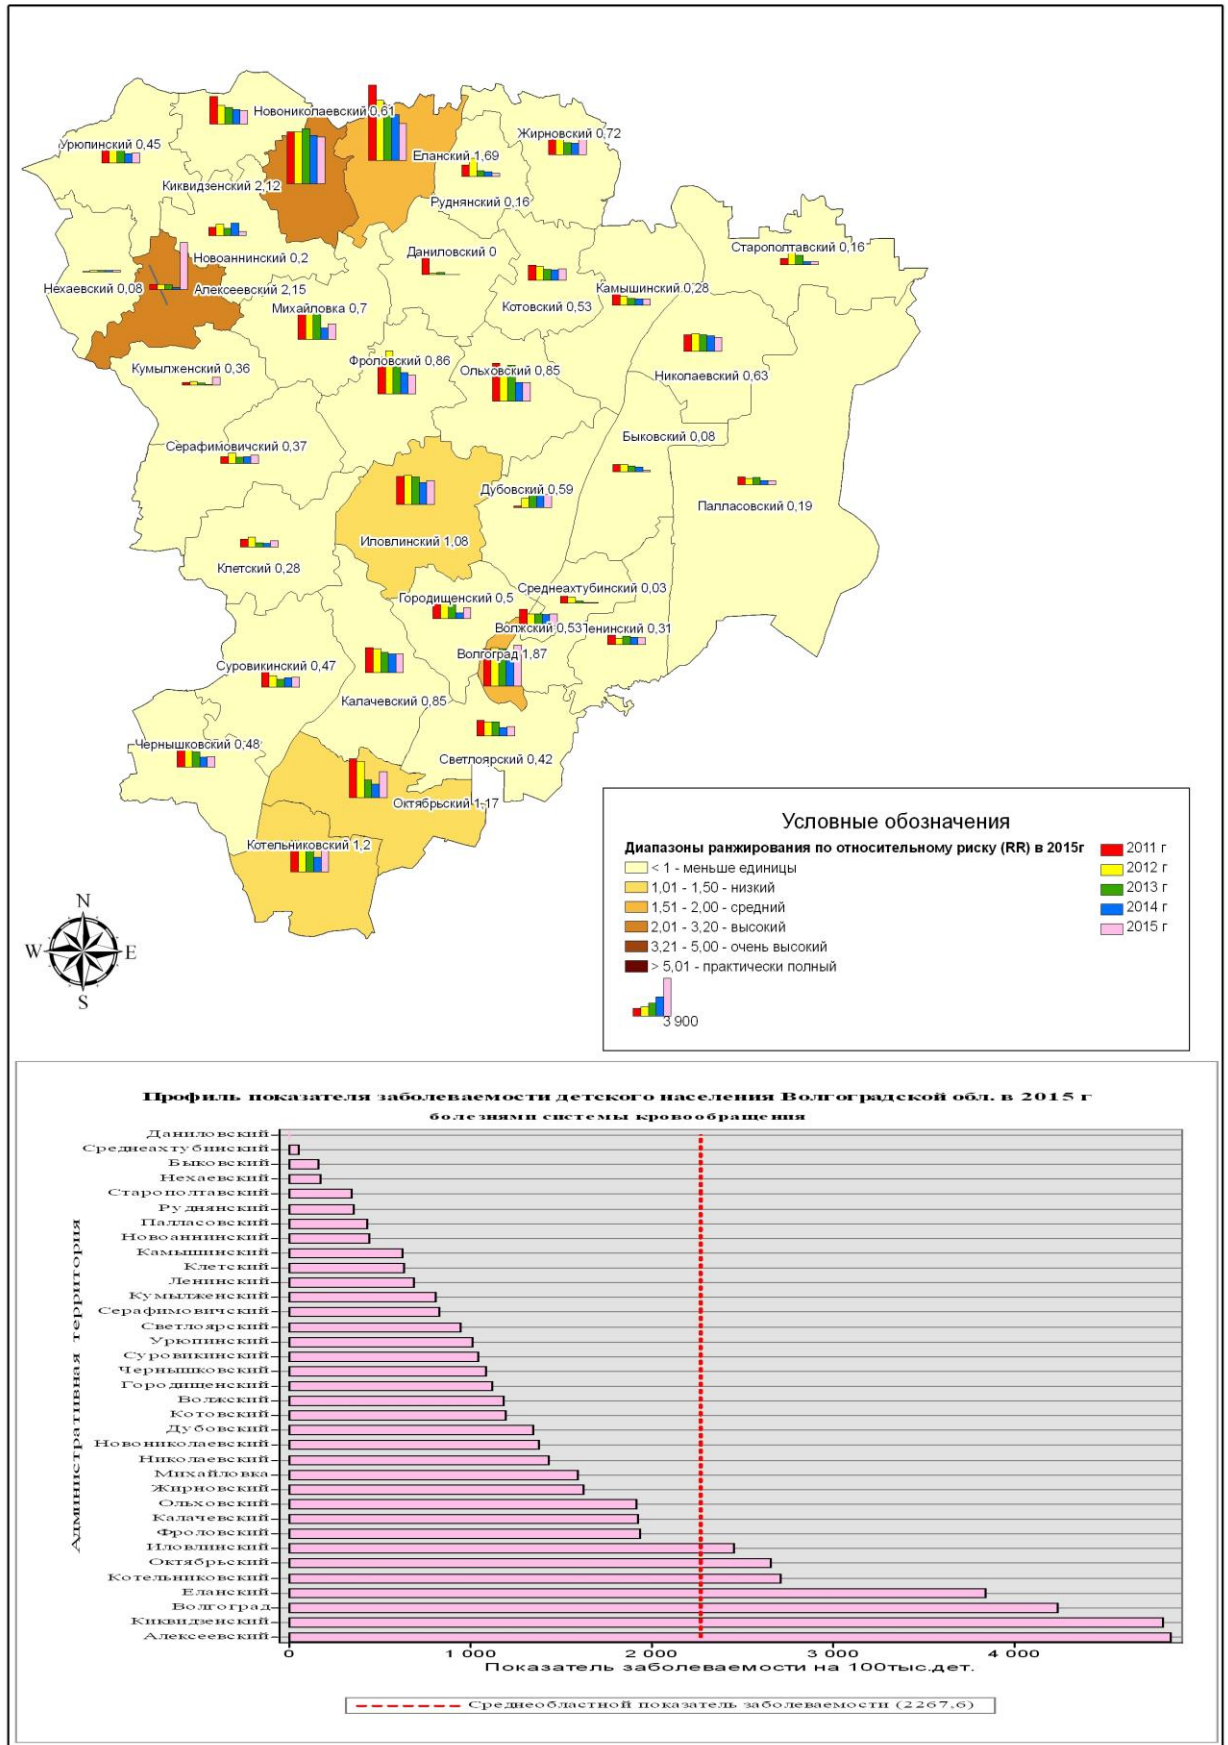 Новониколаевский 0,61
Жирновский 0,72
Урюпинский 0,45
Еланский 1,69
Киквидзенский 2,12
Руднянский 0,16
Старополтавский 0,16
Даниловский 0
Новоаннинский 0,2
Нехаевский 0,08
Алексеевский 2,15
Камышинский 0,28
Михайловка 0,7
Котовский 0,53
Фроловский 0,86
Кумылженский 0,36
Ольховский 0,85
Николаевский 0,63
Быковский 0,08
Серафимовичский 0,37
Дубовский 0,59
Палласовский 0,19
Иловлинский 1,08
Клетский 0,28
Среднеахтубинский 0,03
Городищенский 0,5
Волжский 0,53
Ленинский 0,31
Волгоград 1,87
Суровикинский 0,47
Калачевский 0,85
Чернышковский 0,48
Светлоярский 0,42
Октябрьский 1,17
Котельниковский 1,2
N
W E
S
Условные обозначения
Диапазоны ранжирования по относительному риску (RR) в 2015г
< 1 - меньше единицы
1,01 - 1,50 - низкий
1,51 - 2,00 - средний
2,01 - 3,20 - высокий
3,21 - 5,00 - очень высокий
> 5,01 - практически полный
3 900
2011 г
2012 г
2013 г
2014 г
2015 г
Профиль показателя заболеваемости детского населения Волгоградской обл. в 2015 г
болезнями системы кровообращения
Административная территория
Даниловский
Среднеахтубинский
Быковский
Нехаевский
Старополтавский
Руднянский
Палласовский
Новоаннинский
Камышинский
Клетский
Ленинский
Кумылженский
Серафимовичский
Светлоярский
Урюпинский
Суровикинский
Чернышковский
Городищенский
Волжский
Котовский
Дубовский
Новониколаевский
Николаевский
Михайловка
Жирновский
Ольховский
Калачевский
Фроловский
Иловлинский
Октябрьский
Котельниковский
Еланский
Волгоград
Киквидзенский
Алексеевский
0 1 000 2 000 3 000 4 000
Показатель заболеваемости на 100тыс.дет.
Среднеобластной показатель заболеваемости (2267,6)